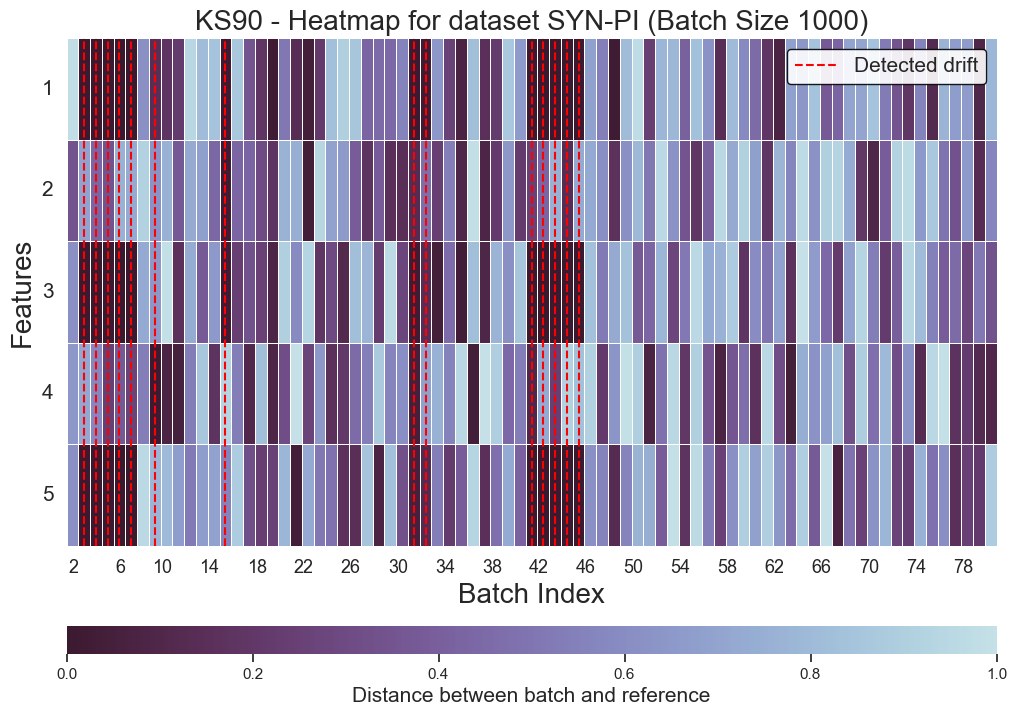 KS90 - Heatmap for dataset SYN-PI (Batch Size 1000)
Detected drift
Features
1
2
3
4
5
2 6 10 14 18 22 26 30 34 38 42 46 50 54 58 62 66 70 74 78
Batch Index
0.0 0.2 0.4 0.6 0.8 1.0
Distance between batch and reference